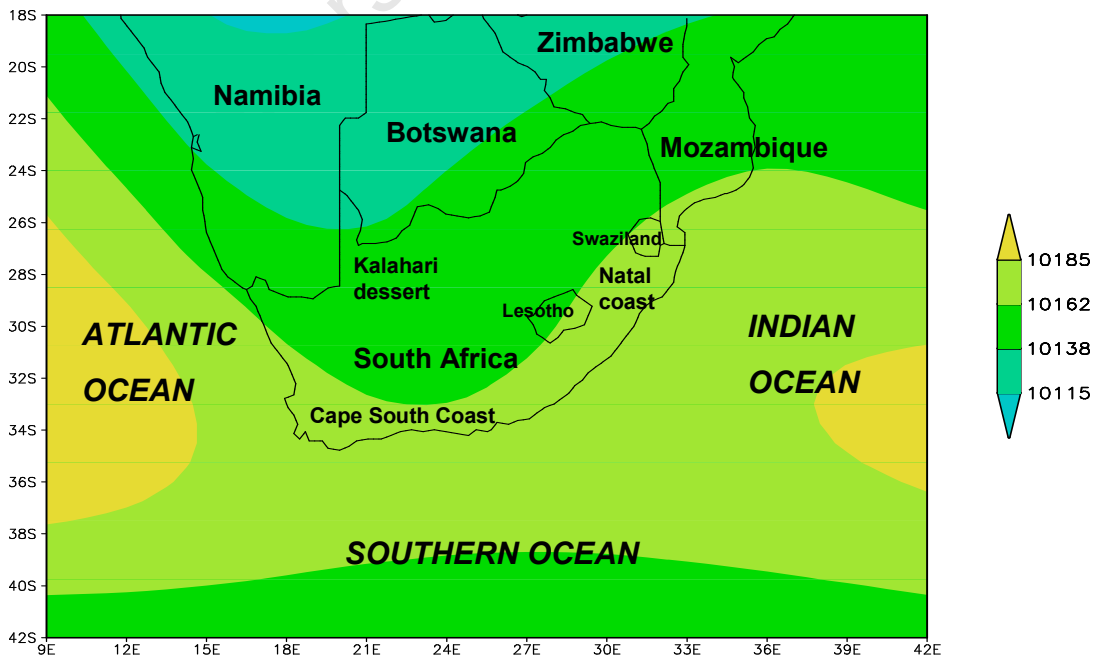 18S
20S
22S
24S
26S
28S
30S
32S
34S
36S
38S
40S
42S
Zimbabwe
Namibia
Botswana
Mozambique
Swaziland
Kalahari
dessert
Natal
coast
Lesotho
ATLANTIC
OCEAN
INDIAN
OCEAN
South Africa
Cape South Coast
SOUTHERN OCEAN
9E 12E 15E 18E 21E 24E 27E 30E 33E 36E 39E 42E
10185
10162
10138
10115